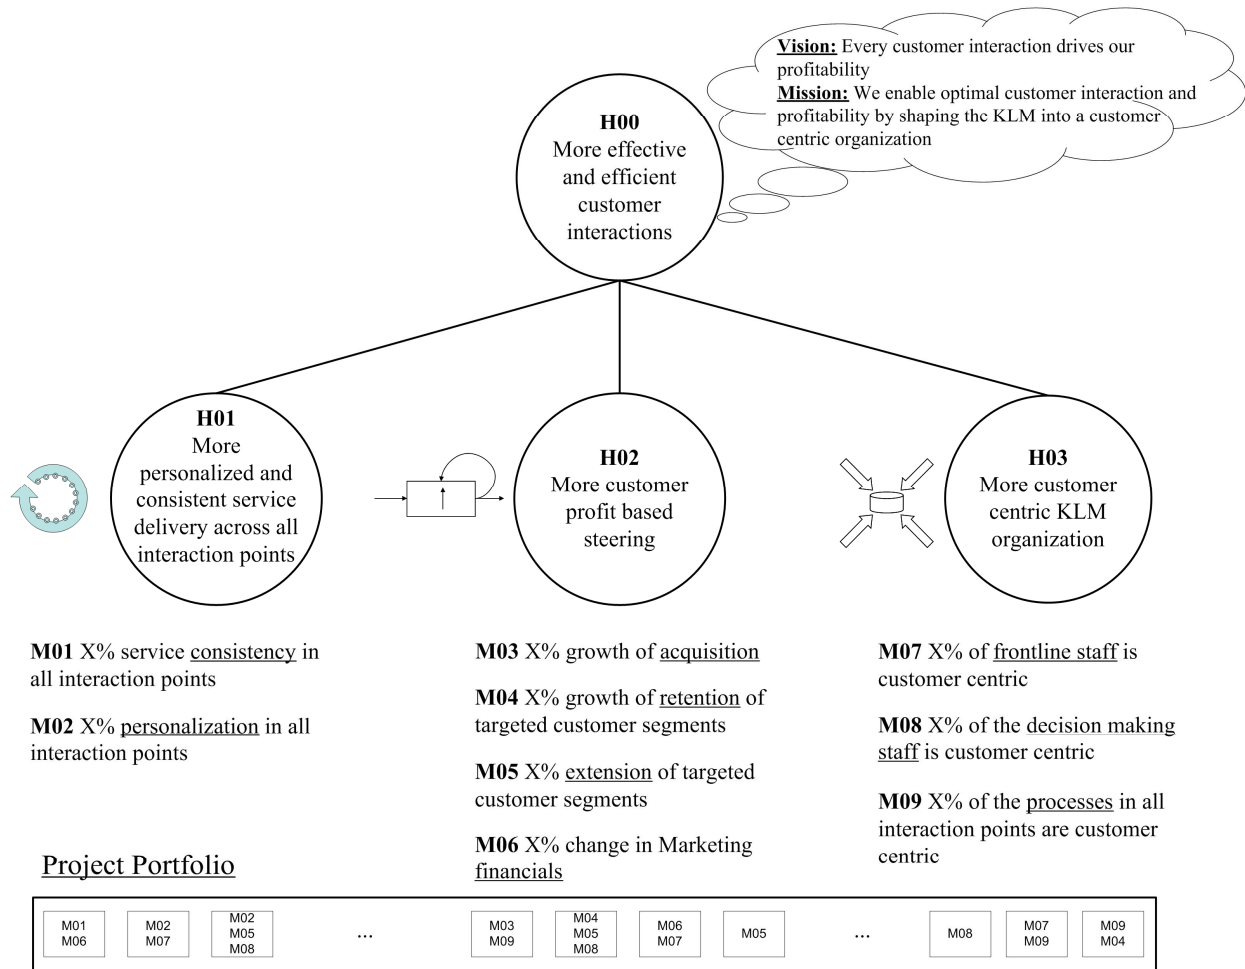 Vision: Every customer interaction drives our
profitability
Mission: We enable optimal customer interaction and
profitability by shaping the KLM into a customer
centric organization
H00
More effective
and efficient
customer
interactions
H01
More
personalized and
consistent service
delivery across all
interaction points
H02
More customer
profit based
steering
H03
More customer
centric KLM
organization
M01 X% service consistency in
all interaction points
M02 X% personalization in all
interaction points
M03 X% growth of acquisition
M04 X% growth of retention of
targeted customer segments
M05 X% extension of targeted
customer segments
M06 X% change in Marketing
financials
M07 X% of frontline staff is
customer centric
M08 X% of the decision making
staff is customer centric
M09 X% of the processes in all
interaction points are customer
centric
Project Portfolio
M01
M06
M02
M07
M02
M05
M08
...
M03
M09
M04
M05
M08
M06
M07
M05
...
M08
M07
M09
M09
M04